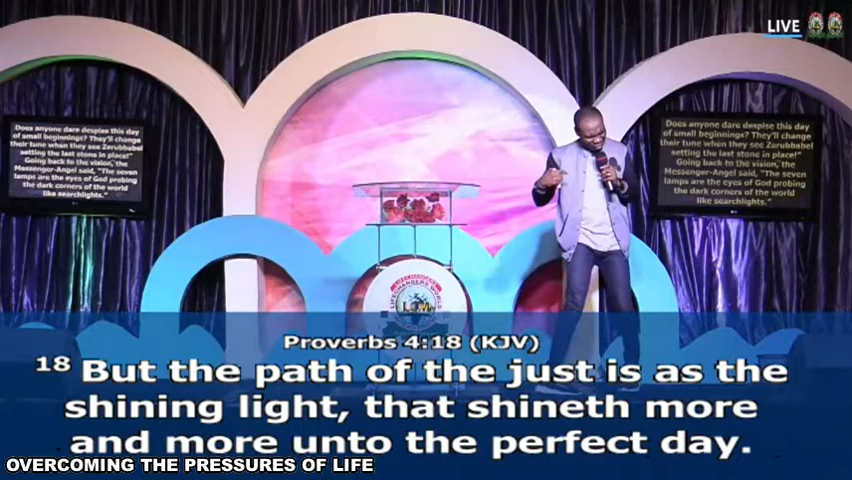 LIVE
Does anyone dare despise this day
of small beginnings? They'll change
their tune when they see Zerubbabel
setting the last stone in place!"
Going back to the vision, the
Messenger-Angel said, "The seven
lamps are the eyes of God probing
the dark corners of the world
like searchlights."
Does anyone dare despise this day
of small beginnings? They'll change
their tune when they see Zerubbabel
setting the last stone in place!"
Going back to the vision, the
Messenger-Angel said, "The seven
lamps are the eyes of God probing
the dark corners of the world
like searchlights."
LIFECHANGERS WORLD
Proverbs 4:18 (KJV)
18 But the path of the just is as the
shining light, that shineth more
and more unto the perfect day.
OVERCOMING THE PRESSURES OF LIFE